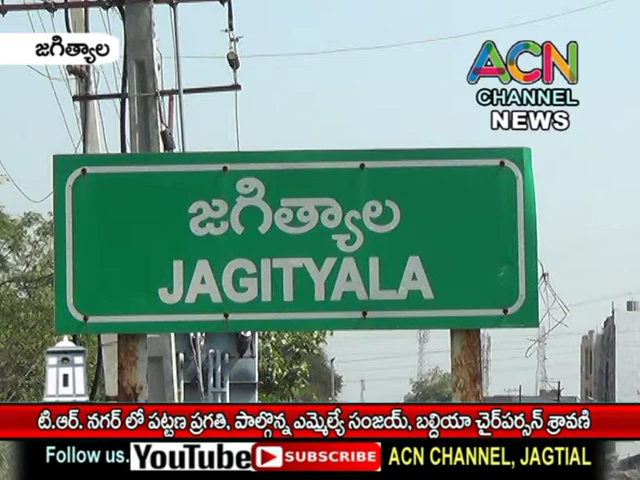 జగిత్యాల
ACN
CHANNEL
NEWS
జగిత్యాల
JAGITYALA
టి.ఆర్. నగర్ లో పట్టణ ప్రగతి, పాల్గొన్న ఎమ్మెల్యే సంజయ్, బల్దియా చైర్‌పర్సన్ శ్రావణి
Follow us. YouTube SUBSCRIBE ACN CHANNEL, JAGTIAL